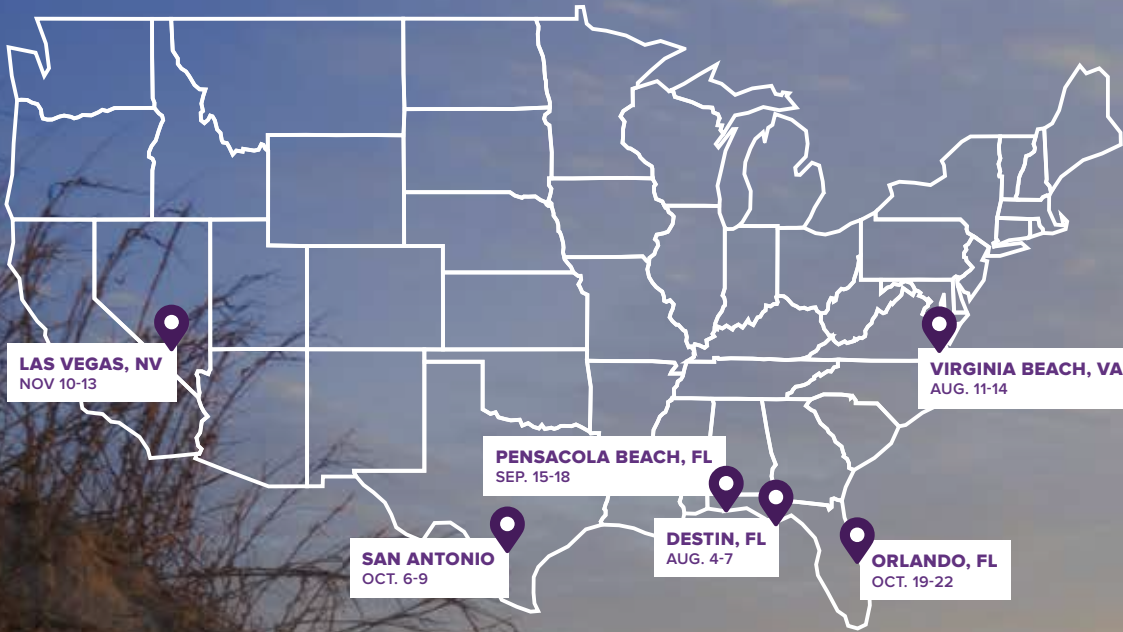 LAS VEGAS, NV
NOV 10-13
VIRGINIA BEACH, VA
AUG. 11-14
PENSACOLA BEACH, FL
SEP. 15-18
DESTIN, FL
AUG. 4-7
SAN ANTONIO
OCT. 6-9
ORLANDO, FL
OCT. 19-22